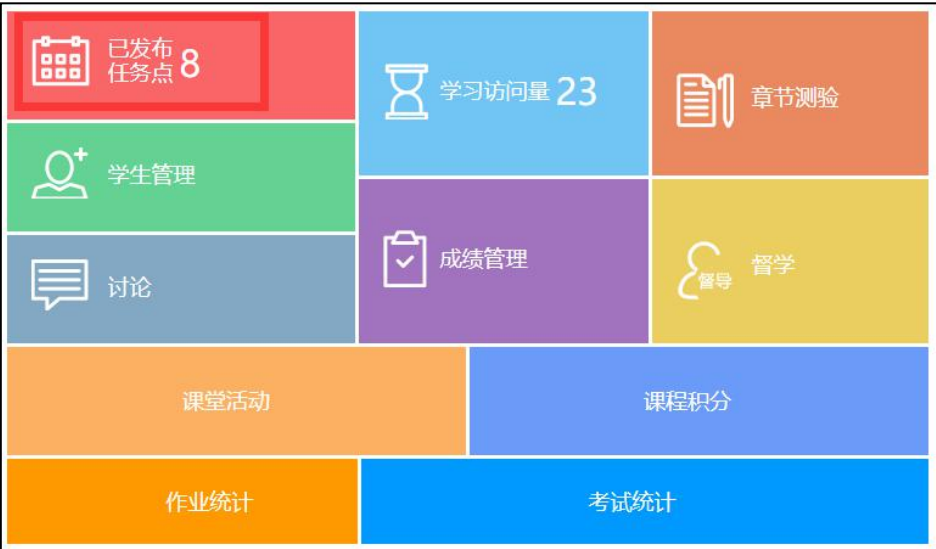 已发布
任务点 8
学习访问量 23
章节测验
学生管理
成绩管理
督导
督学
讨论
课堂活动
课程积分
作业统计
考试统计